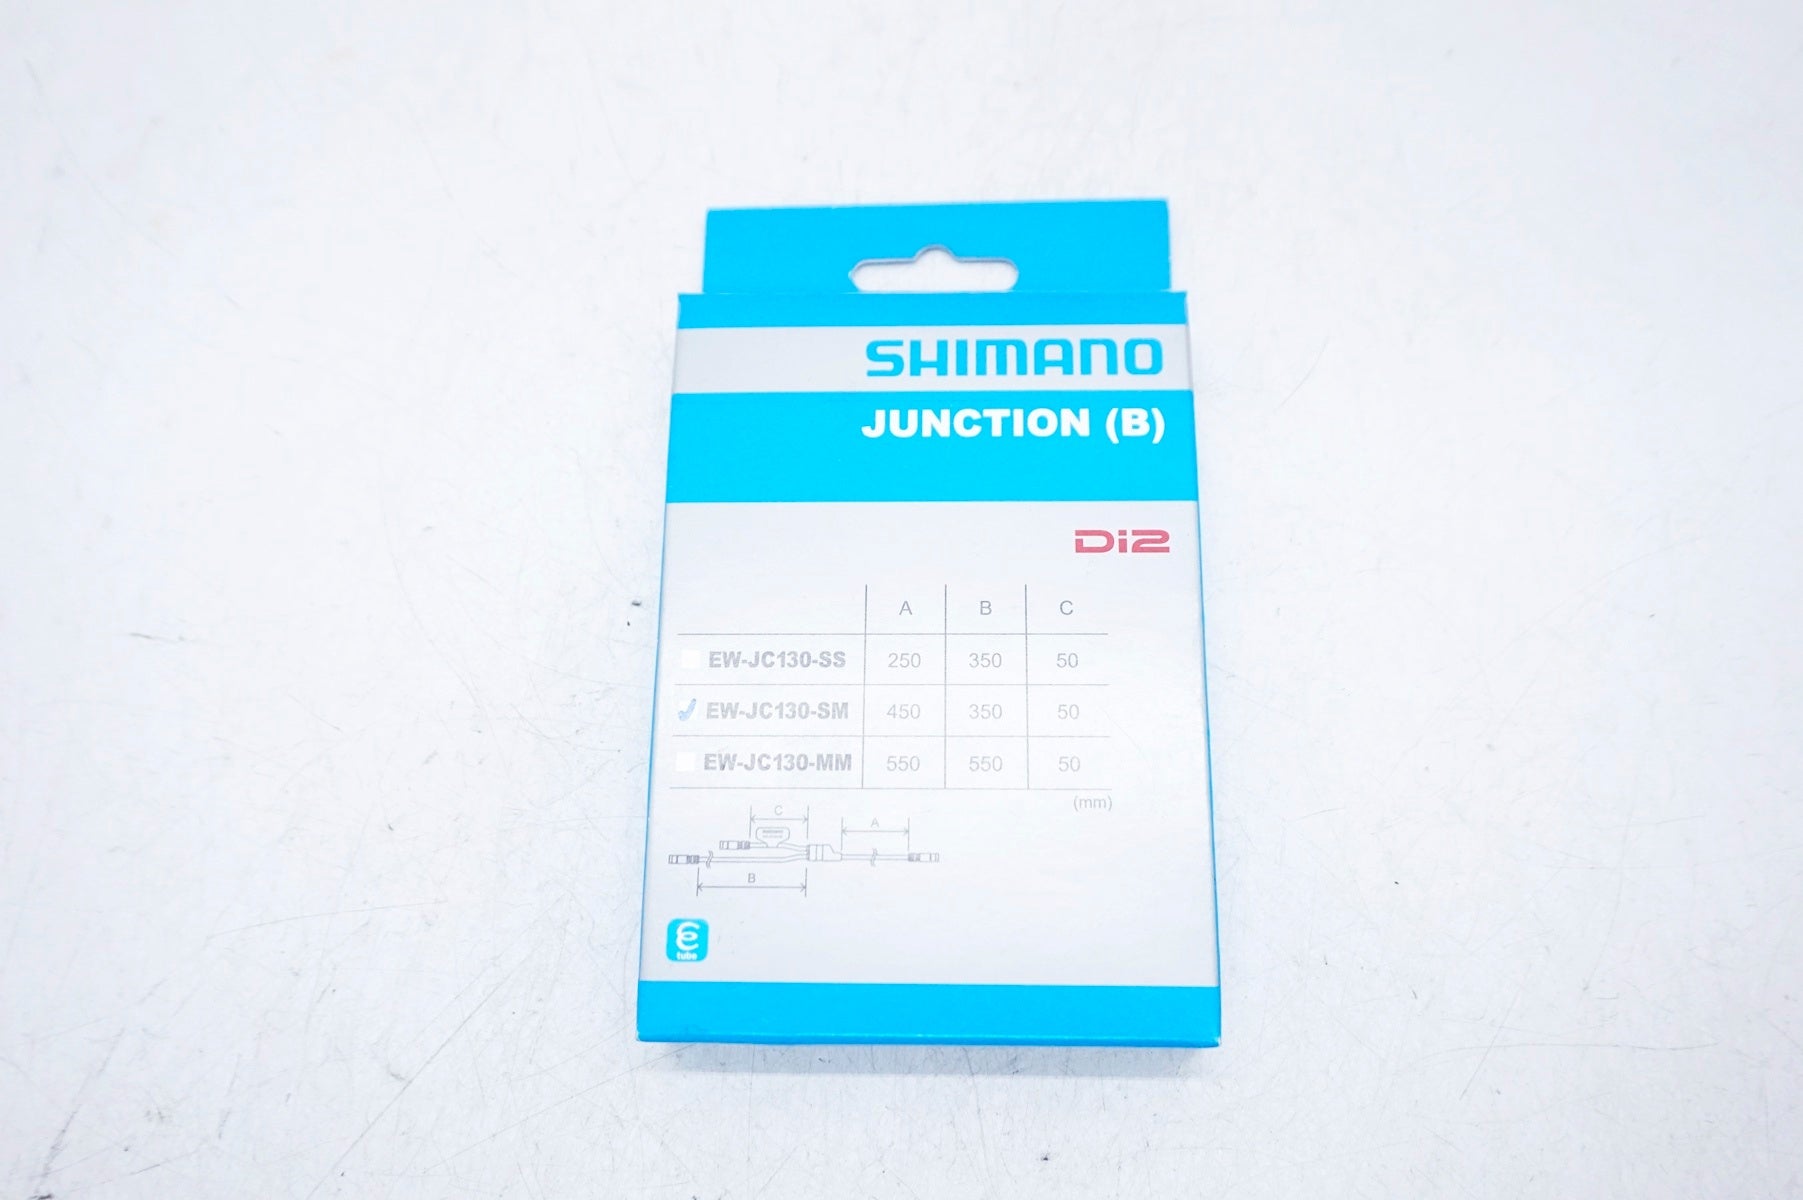 SHIMANO
JUNCTION (B)
Di2
A B C
EW-JC130-SS 250 350 50
EW-JC130-SM 450 350 50
EW-JC130-MM 550 550 50
(mm)
C
A
B
tube